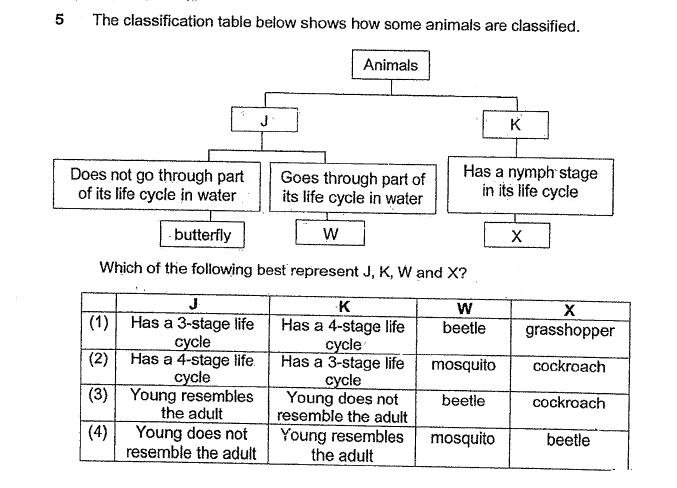 5 The classification table below shows how some animals are classified.
Animals
J
K
Does not go through part
of its life cycle in water
Goes through part of
its life cycle in water
Has a nymph stage
in its life cycle
butterfly
W
X
Which of the following best represent J, K, W and X?
J K W X
(1) Has a 3-stage life cycle Has a 4-stage life cycle beetle grasshopper
(2) Has a 4-stage life cycle Has a 3-stage life cycle mosquito cockroach
(3) Young resembles the adult Young does not resemble the adult beetle cockroach
(4) Young does not resemble the adult Young resembles the adult mosquito beetle